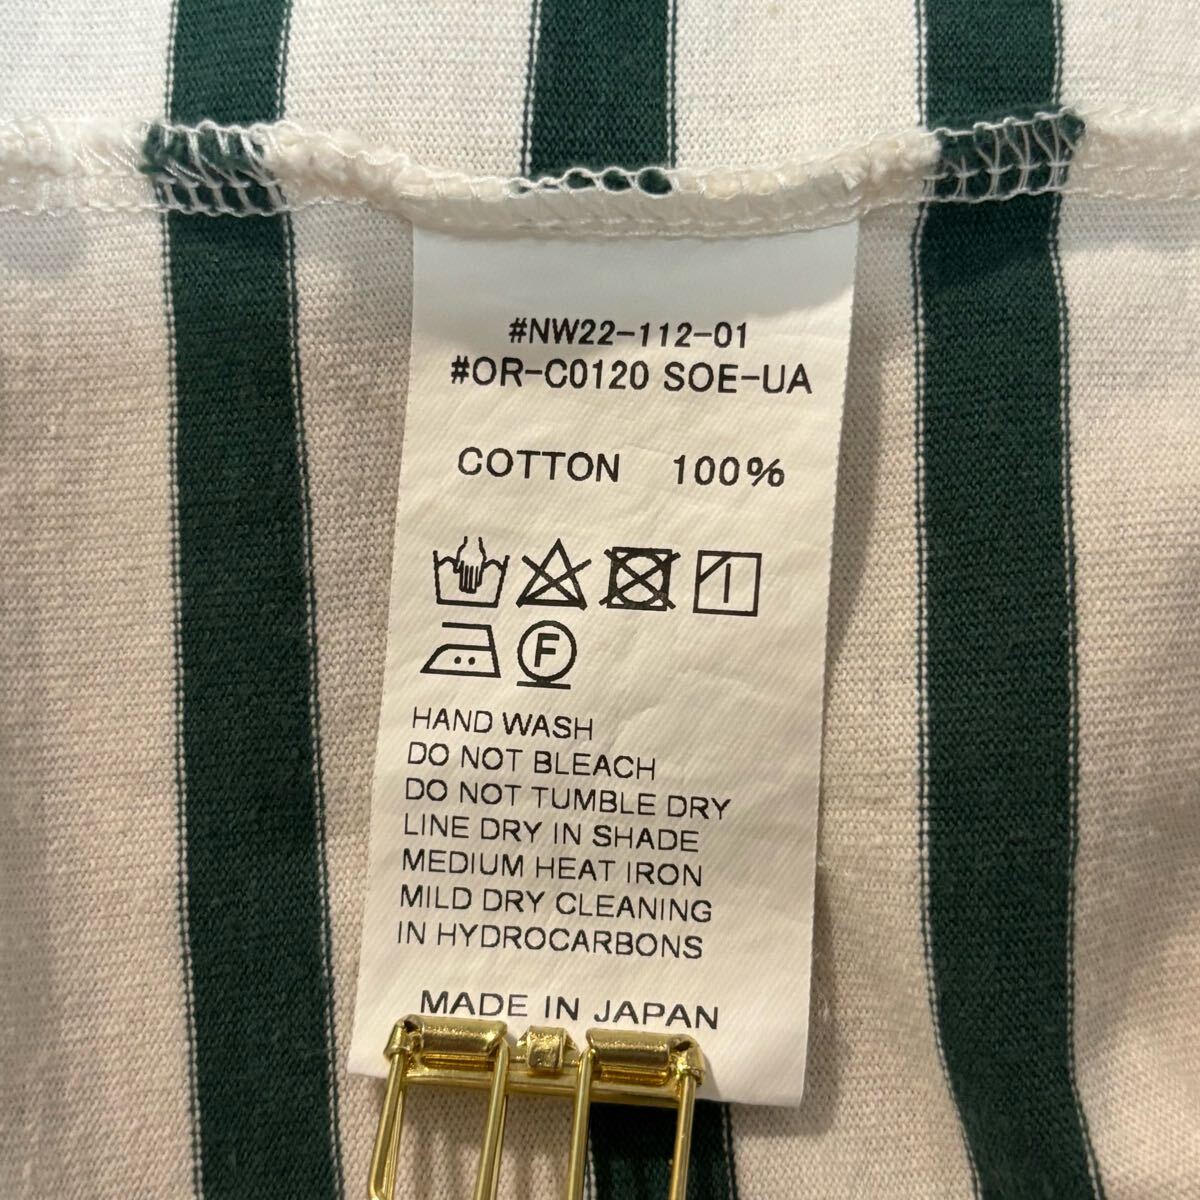 #NW22-112-01
#OR-C0120 SOE-UA
COTTON 100%
F
HAND WASH
DO NOT BLEACH
DO NOT TUMBLE DRY
LINE DRY IN SHADE
MEDIUM HEAT IRON
MILD DRY CLEANING
IN HYDROCARBONS
MADE IN JAPAN